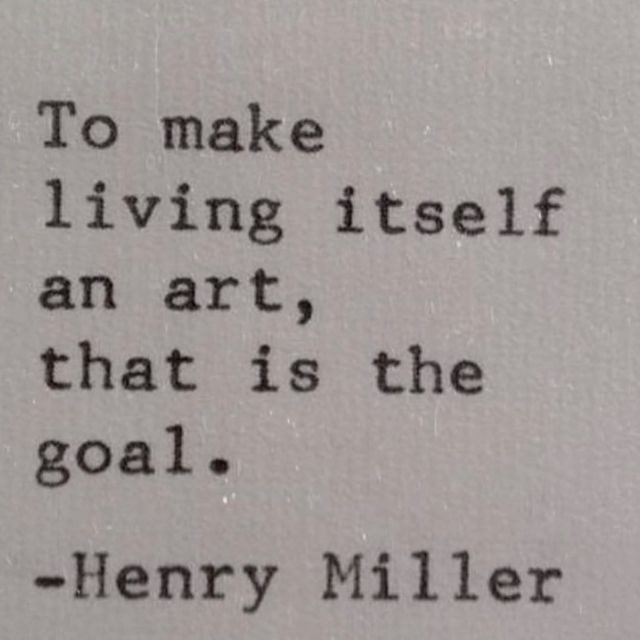 To make
living itself
an art,
that is the
goal.
-Henry Miller